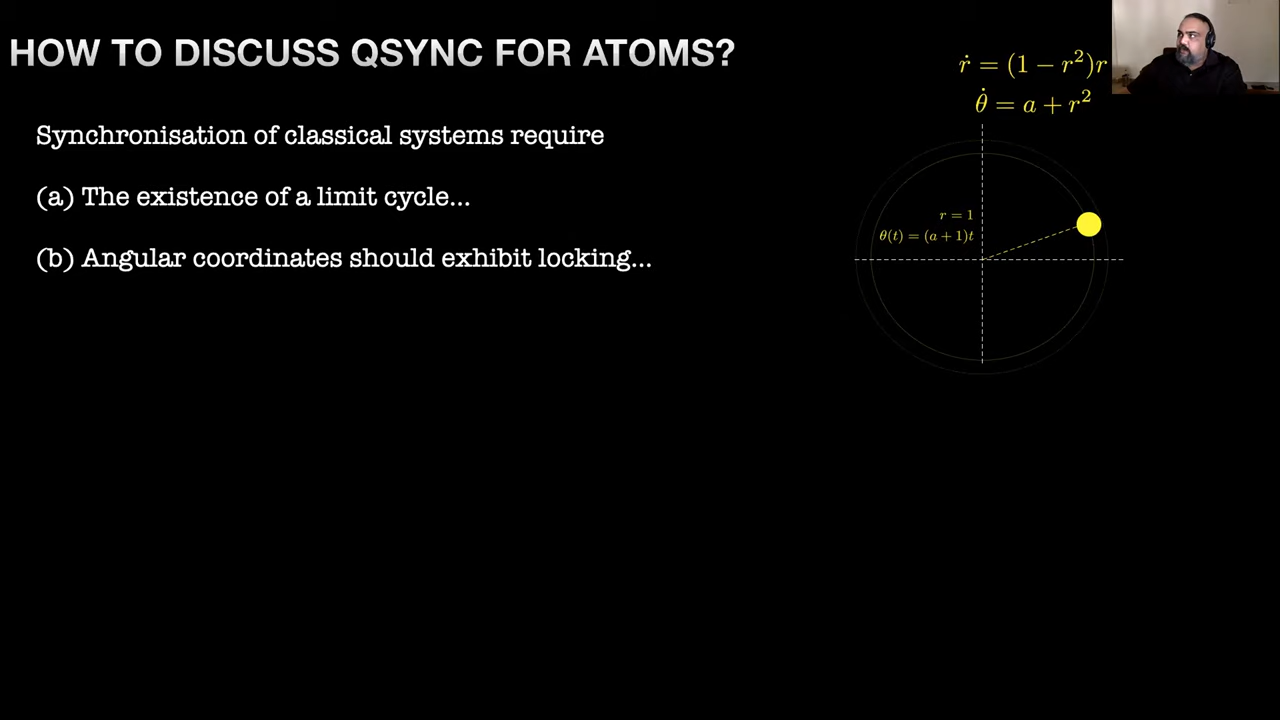 HOW TO DISCUSS QSYNC FOR ATOMS?
ṙ = (1 − r²)r
θ̇ = a + r²
Synchronisation of classical systems require
(a) The existence of a limit cycle...
r = 1
θ(t) = (a + 1)t
(b) Angular coordinates should exhibit locking...